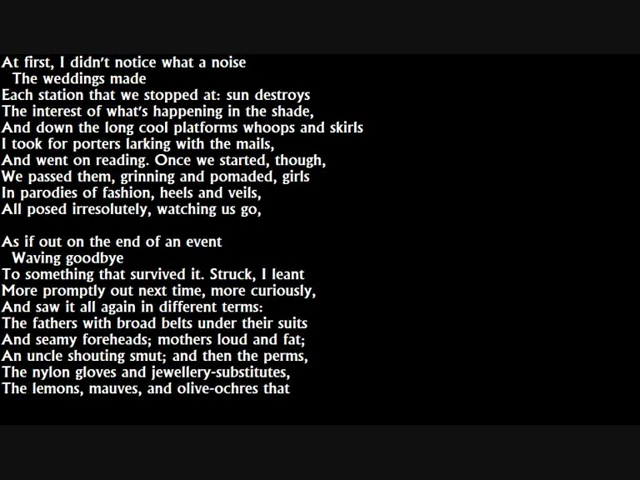 At first, I didn't notice what a noise
The weddings made
Each station that we stopped at: sun destroys
The interest of what's happening in the shade,
And down the long cool platforms whoops and skirls
I took for porters larking with the mails,
And went on reading. Once we started, though,
We passed them, grinning and pomaded, girls
In parodies of fashion, heels and veils,
All posed irresolutely, watching us go,

As if out on the end of an event
Waving goodbye
To something that survived it. Struck, I leant
More promptly out next time, more curiously,
And saw it all again in different terms:
The fathers with broad belts under their suits
And seamy foreheads; mothers loud and fat;
An uncle shouting smut; and then the perms,
The nylon gloves and jewellery-substitutes,
The lemons, mauves, and olive-ochres that